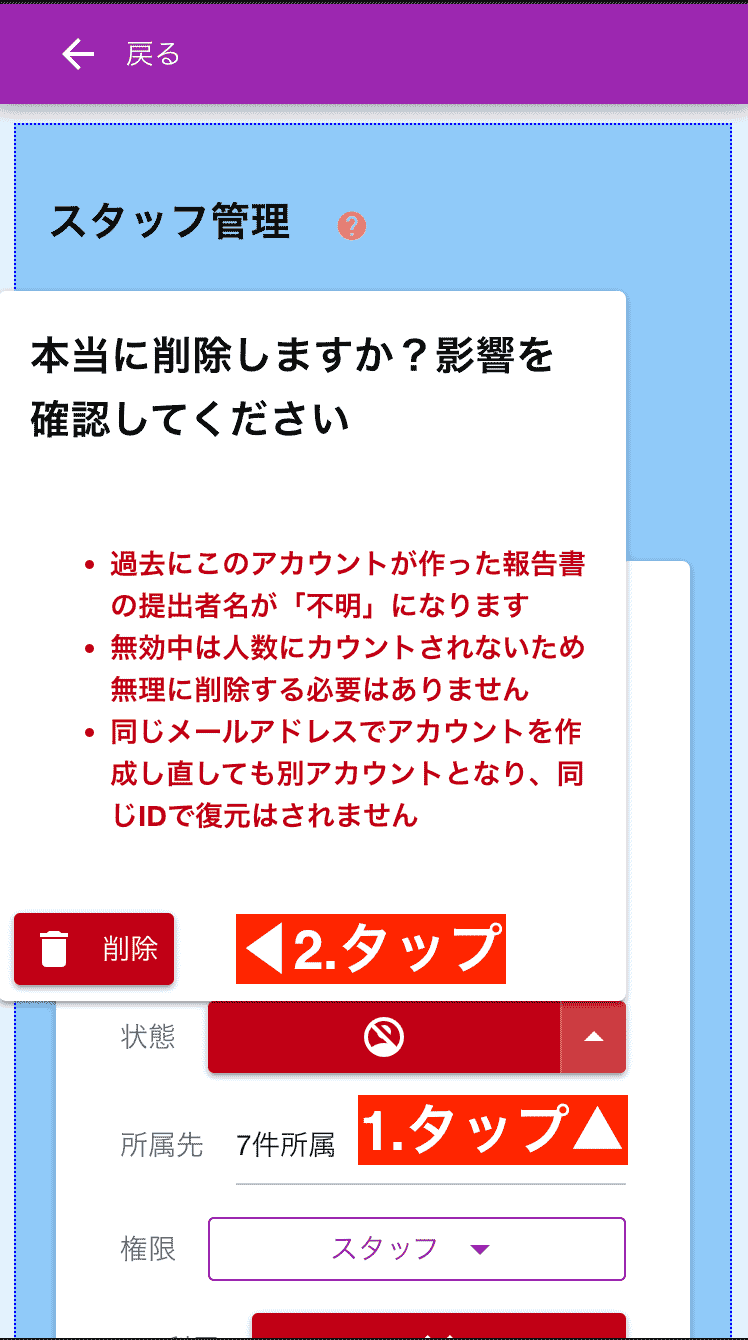 戻る
スタッフ管理
本当に削除しますか？影響を
確認してください
• 過去にこのアカウントが作った報告書
の提出者名が「不明」になります
• 無効中は人数にカウントされないため
無理に削除する必要はありません
• 同じメールアドレスでアカウントを作
成し直しても別アカウントとなり、同
じIDで復元はされません
削除 ◀2.タップ
状態
所属先 7件所属 1.タップ▲
権限 スタッフ